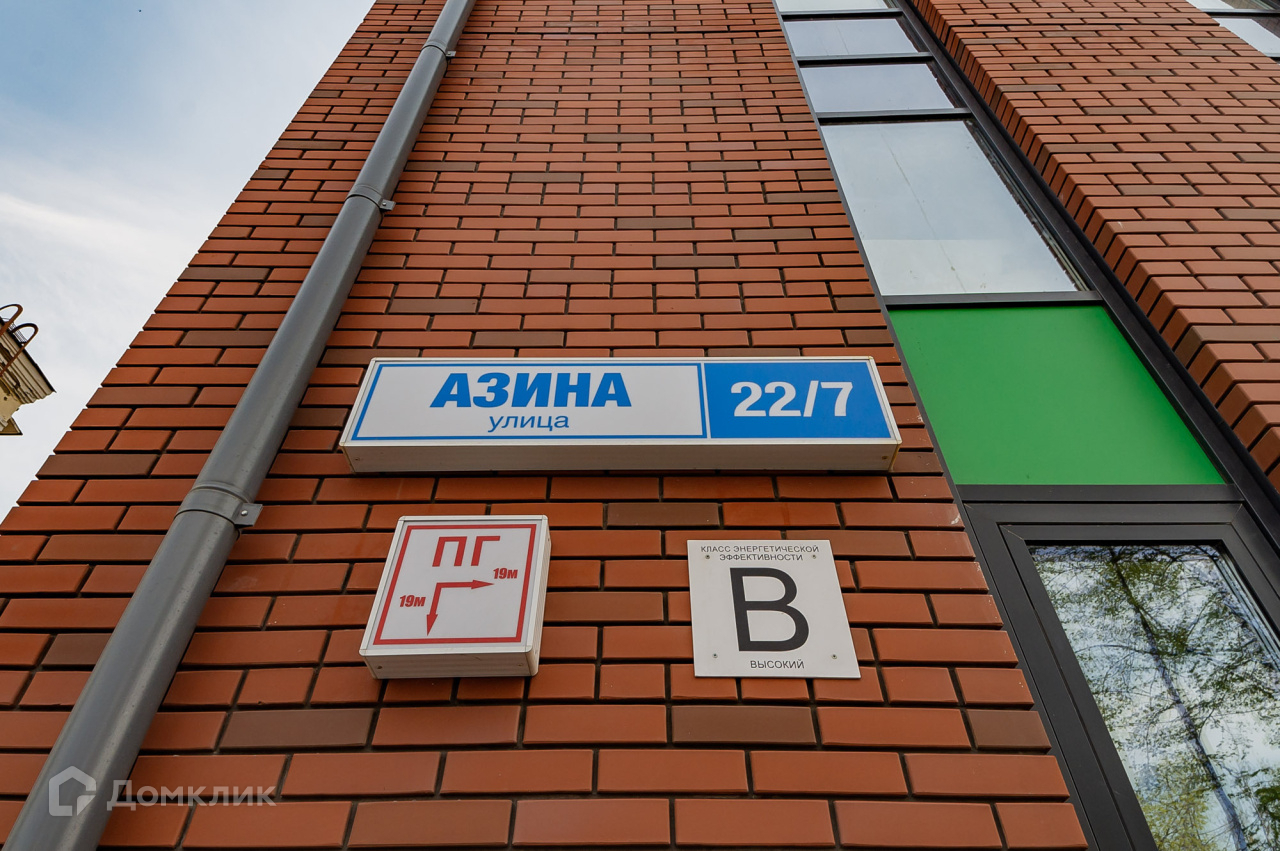 АЗИНА
улица
22/7
ПГ
19м
19м
КЛАСС ЭНЕРГЕТИЧЕСКОЙ
ЭФФЕКТИВНОСТИ
B
ВЫСОКИЙ
Домклик